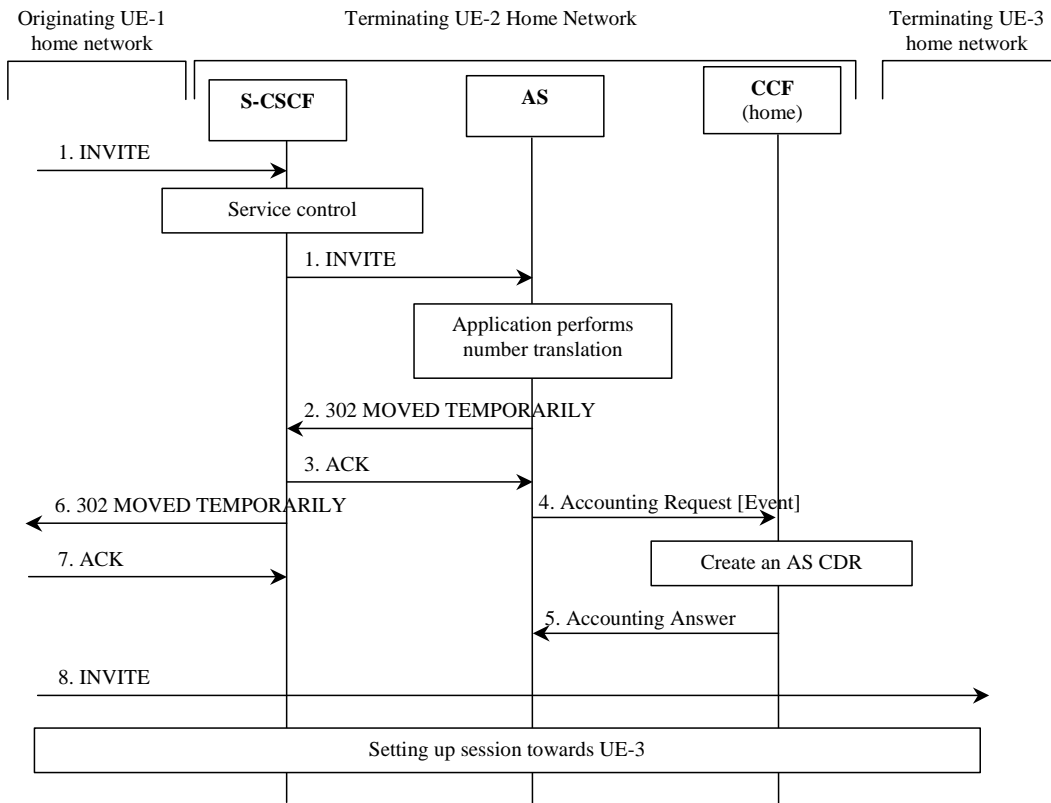 Originating UE-1
home network
Terminating UE-2 Home Network
Terminating UE-3
home network
S-CSCF
AS
CCF
(home)
1. INVITE
Service control
1. INVITE
Application performs
number translation
2. 302 MOVED TEMPORARILY
3. ACK
6. 302 MOVED TEMPORARILY
4. Accounting Request [Event]
7. ACK
Create an AS CDR
5. Accounting Answer
8. INVITE
Setting up session towards UE-3